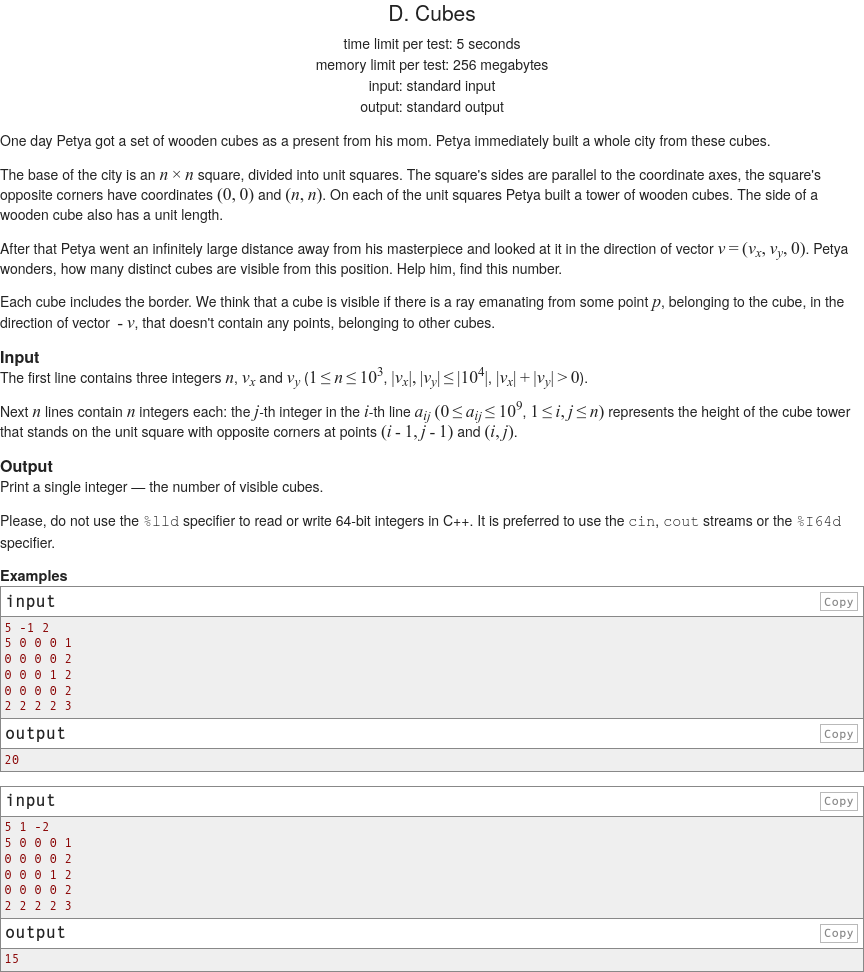 D. Cubes
time limit per test: 5 seconds
memory limit per test: 256 megabytes
input: standard input
output: standard output
One day Petya got a set of wooden cubes as a present from his mom. Petya immediately built a whole city from these cubes.
The base of the city is an n × n square, divided into unit squares. The square's sides are parallel to the coordinate axes, the square's
opposite corners have coordinates (0, 0) and (n, n). On each of the unit squares Petya built a tower of wooden cubes. The side of a
wooden cube also has a unit length.
After that Petya went an infinitely large distance away from his masterpiece and looked at it in the direction of vector v = (v_x, v_y, 0). Petya
wonders, how many distinct cubes are visible from this position. Help him, find this number.
Each cube includes the border. We think that a cube is visible if there is a ray emanating from some point p, belonging to the cube, in the
direction of vector - v, that doesn't contain any points, belonging to other cubes.
Input
The first line contains three integers n, v_x and v_y (1 ≤ n ≤ 10^3, |v_x|, |v_y| ≤ |10^4|, |v_x| + |v_y| > 0).
Next n lines contain n integers each: the j-th integer in the i-th line a_ij (0 ≤ a_ij ≤ 10^9, 1 ≤ i, j ≤ n) represents the height of the cube tower
that stands on the unit square with opposite corners at points (i - 1, j - 1) and (i, j).
Output
Print a single integer — the number of visible cubes.
Please, do not use the %lld specifier to read or write 64-bit integers in C++. It is preferred to use the cin, cout streams or the %I64d
specifier.
Examples
input Copy
5 -1 2
5 0 0 0 1
0 0 0 0 2
0 0 0 1 2
0 0 0 0 2
2 2 2 2 3
output Copy
20
input Copy
5 1 -2
5 0 0 0 1
0 0 0 0 2
0 0 0 1 2
0 0 0 0 2
2 2 2 2 3
output Copy
15